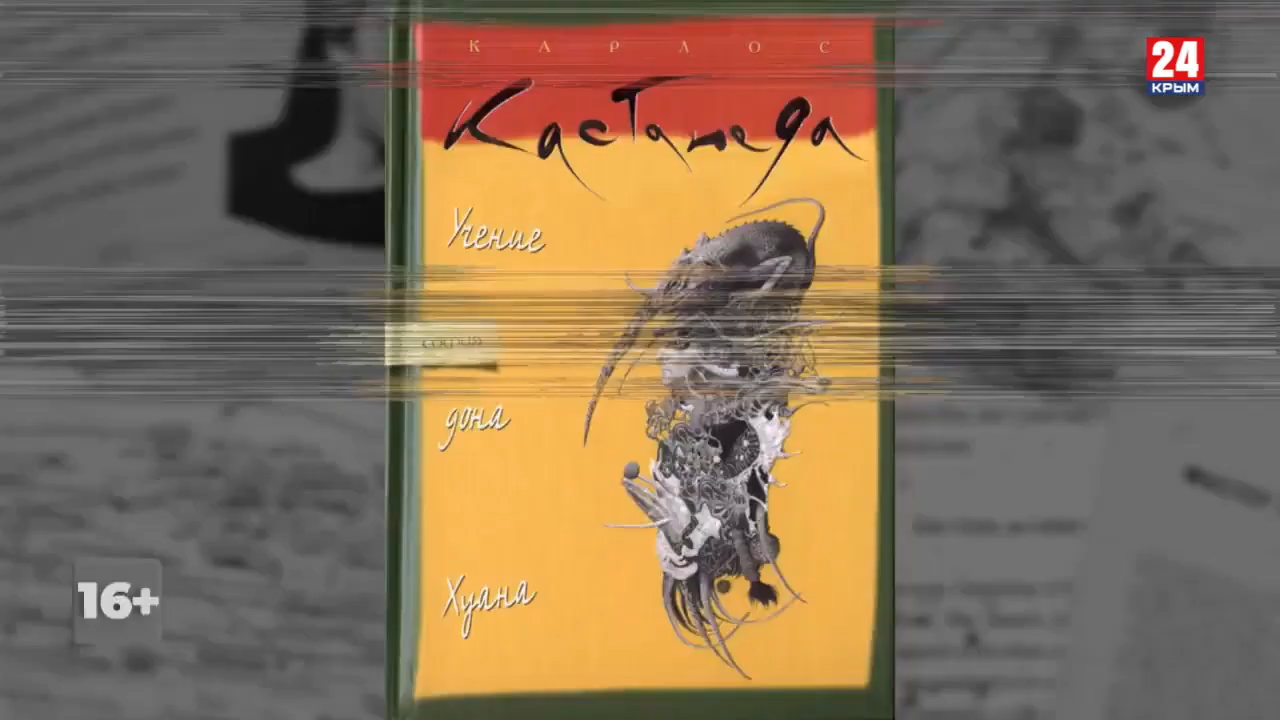 КАРЛОС
Кастанеда
24
КРЫМ
Учение
дона
Хуана
16+